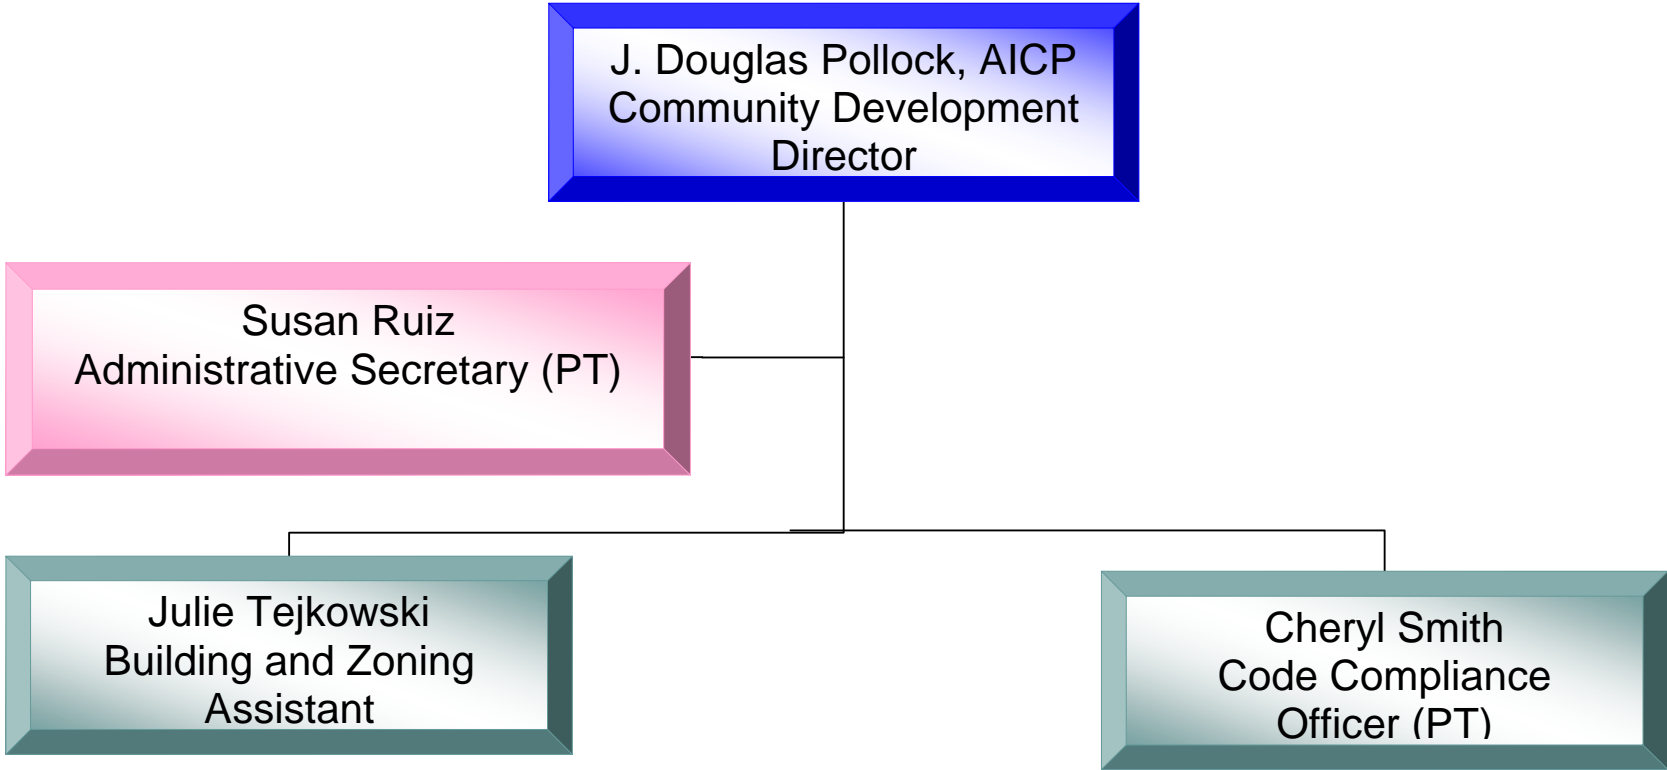 J. Douglas Pollock, AICP
Community Development
Director
Susan Ruiz
Administrative Secretary (PT)
Julie Tejkowski
Building and Zoning
Assistant
Cheryl Smith
Code Compliance
Officer (PT)